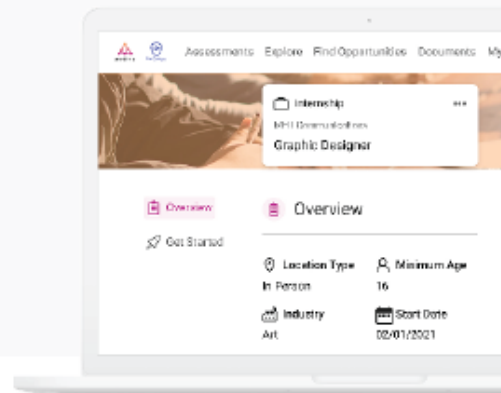 Assessments Explore Find Opportunities Documents My
Internship
Graphic Designer
Overview
Overview
Get Started
Location Type
Minimum Age
In Person
16
Industry
Start Date
Art
02/01/2021